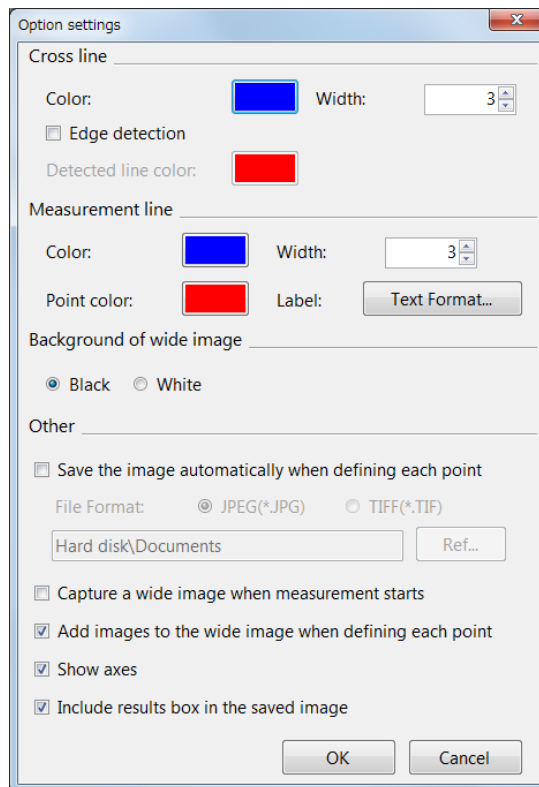 Option settings
Cross line
Color: Width: 3
Edge detection
Detected line color:
Measurement line
Color: Width: 3
Point color: Label: Text Format...
Background of wide image
Black White
Other
Save the image automatically when defining each point
File Format: JPEG(*.JPG) TIFF(*.TIF)
Hard disk\Documents Ref...
Capture a wide image when measurement starts
Add images to the wide image when defining each point
Show axes
Include results box in the saved image
OK Cancel